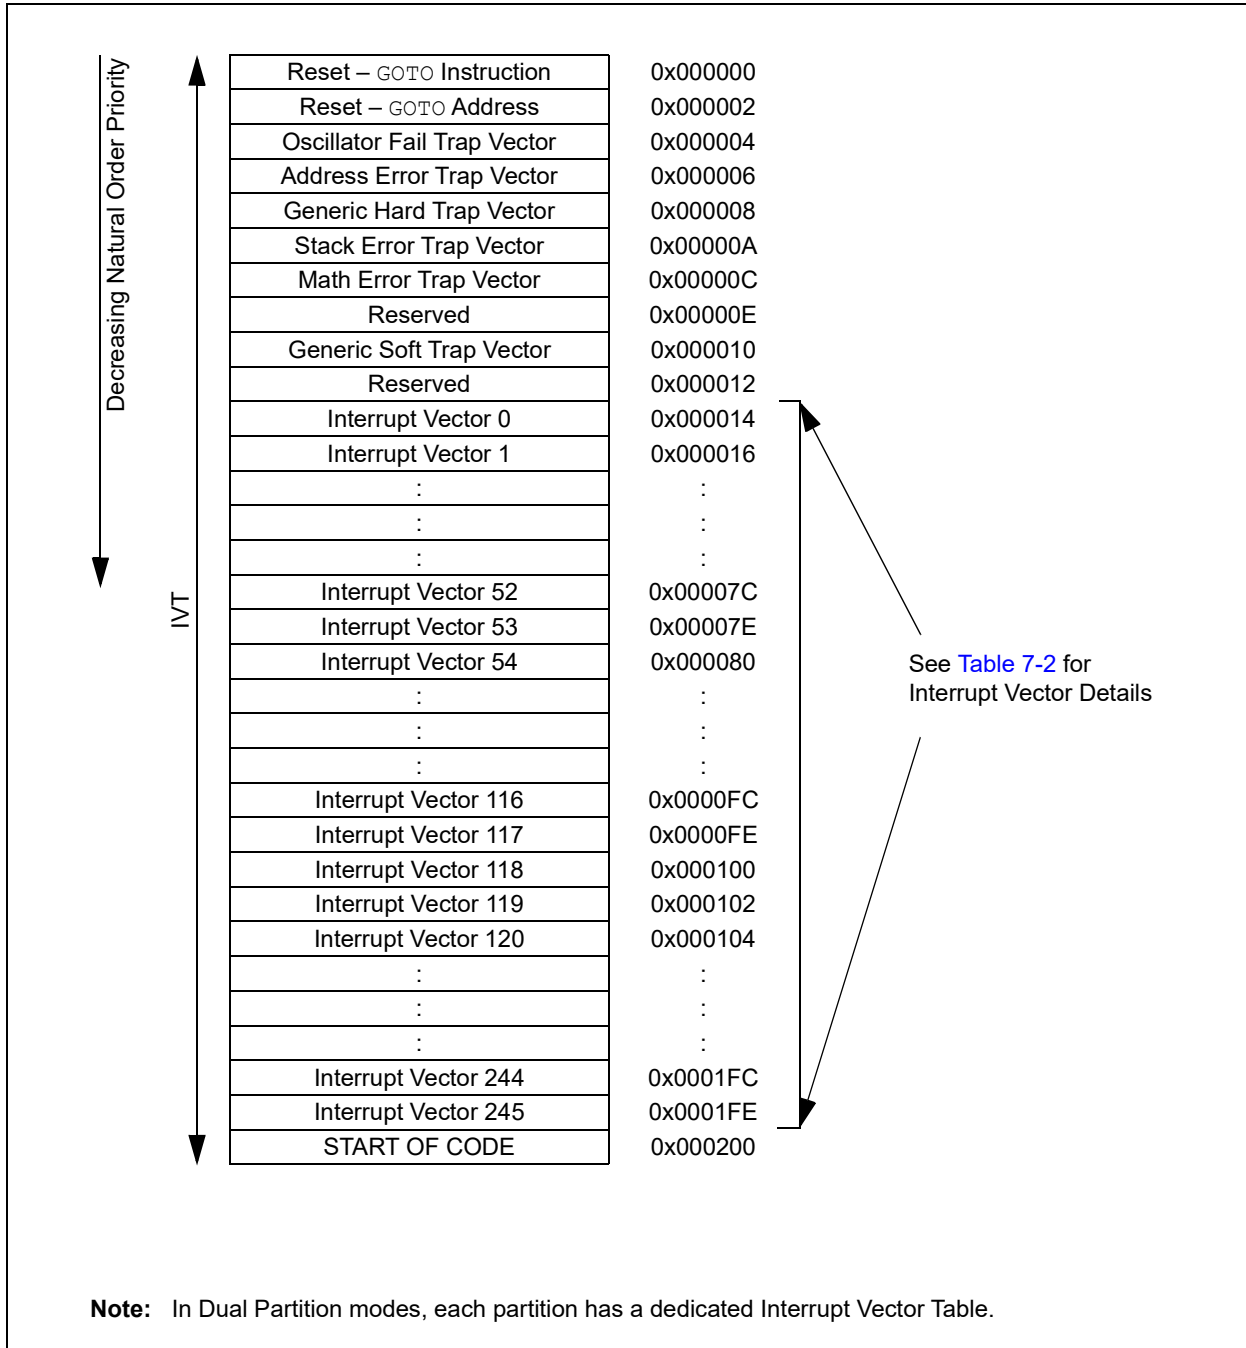 Decreasing Natural Order Priority
IVT
Reset – GOTO Instruction 0x000000
Reset – GOTO Address 0x000002
Oscillator Fail Trap Vector 0x000004
Address Error Trap Vector 0x000006
Generic Hard Trap Vector 0x000008
Stack Error Trap Vector 0x00000A
Math Error Trap Vector 0x00000C
Reserved 0x00000E
Generic Soft Trap Vector 0x000010
Reserved 0x000012
Interrupt Vector 0 0x000014
Interrupt Vector 1 0x000016
: :
: :
: :
Interrupt Vector 52 0x00007C
Interrupt Vector 53 0x00007E
Interrupt Vector 54 0x000080
: :
: :
: :
Interrupt Vector 116 0x0000FC
Interrupt Vector 117 0x0000FE
Interrupt Vector 118 0x000100
Interrupt Vector 119 0x000102
Interrupt Vector 120 0x000104
: :
: :
: :
Interrupt Vector 244 0x0001FC
Interrupt Vector 245 0x0001FE
START OF CODE 0x000200
See Table 7-2 for
Interrupt Vector Details
Note: In Dual Partition modes, each partition has a dedicated Interrupt Vector Table.